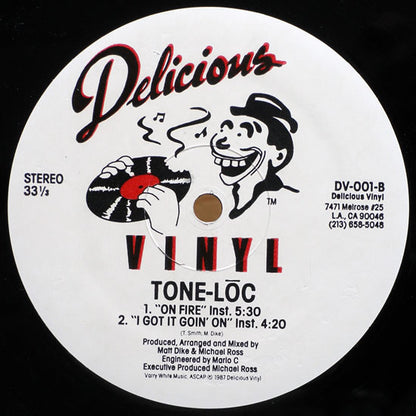 Delicious
STEREO
33⅓
DV-001-B
Delicious Vinyl
7471 Melrose #25
L.A., CA 90046
(213) 658-5048
TM
VINYL
TONE-LŌC
1. "ON FIRE" Inst. 5:30
2. "I GOT IT GOIN' ON" Inst. 4:20
(T. Smith, M. Dike)
Produced, Arranged and Mixed by
Matt Dike & Michael Ross
Engineered by Mario C
Executive Produced Michael Ross
Varry White Music, ASCAP Ⓟ 1987 Delicious Vinyl